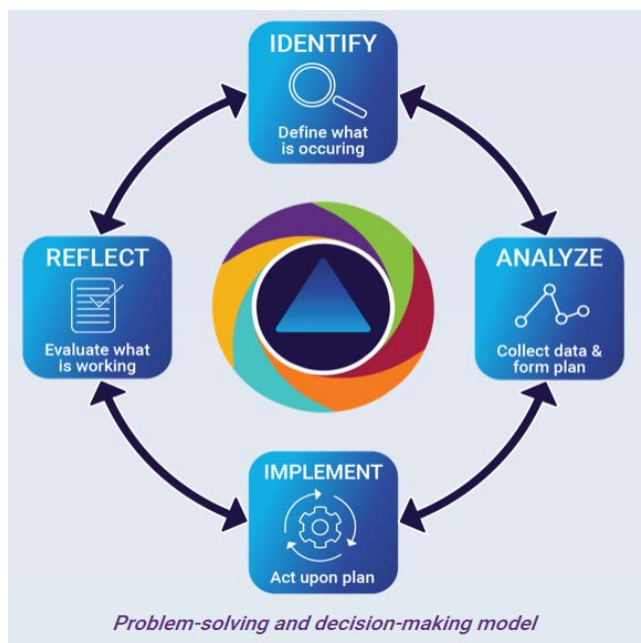 IDENTIFY
Define what
is occuring
REFLECT
Evaluate what
is working
ANALYZE
Collect data &
form plan
IMPLEMENT
Act upon plan
Problem-solving and decision-making model